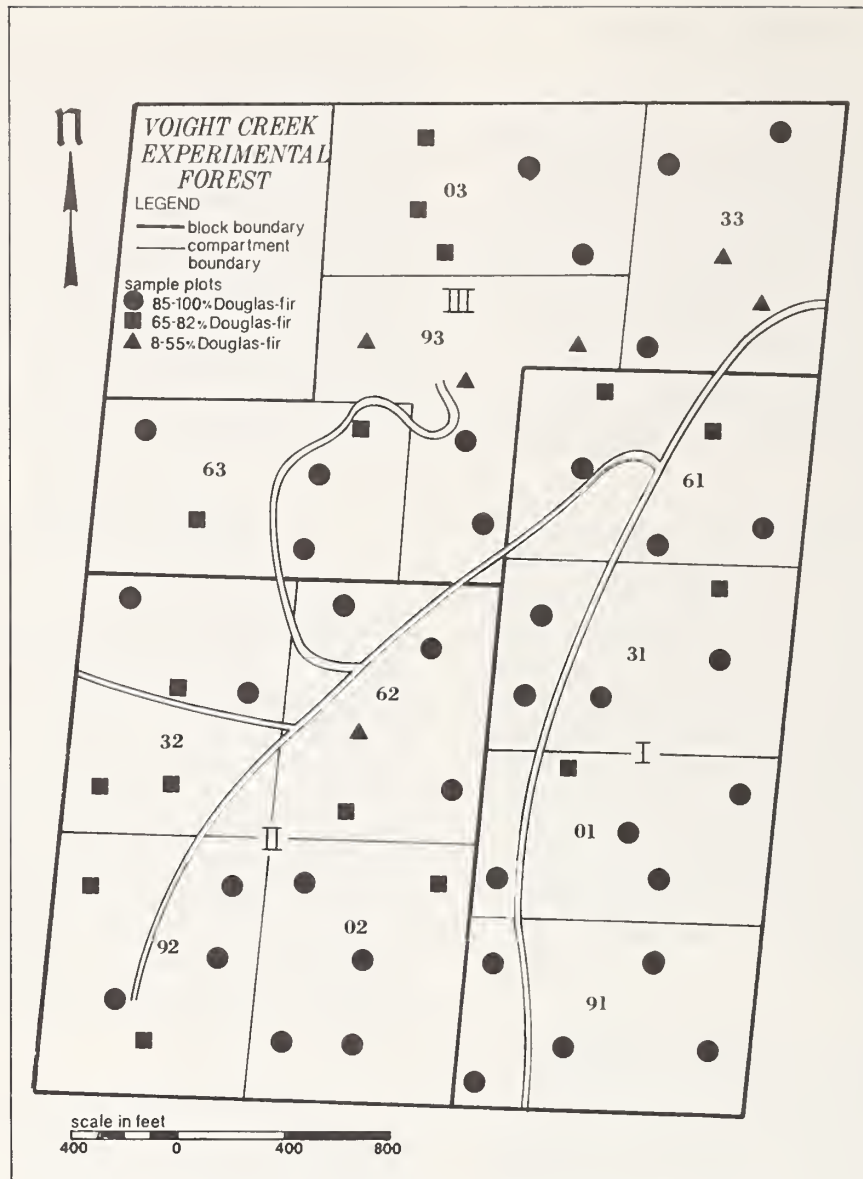 n
VOIGHT CREEK
EXPERIMENTAL
FOREST
LEGEND
block boundary
compartment
boundary
sample plots
85-100% Douglas-fir
65-82% Douglas-fir
8-55% Douglas-fir
03
33
III
93
63
61
31
62
32
I
01
II
02
92
91
scale in feet
400 0 400 800